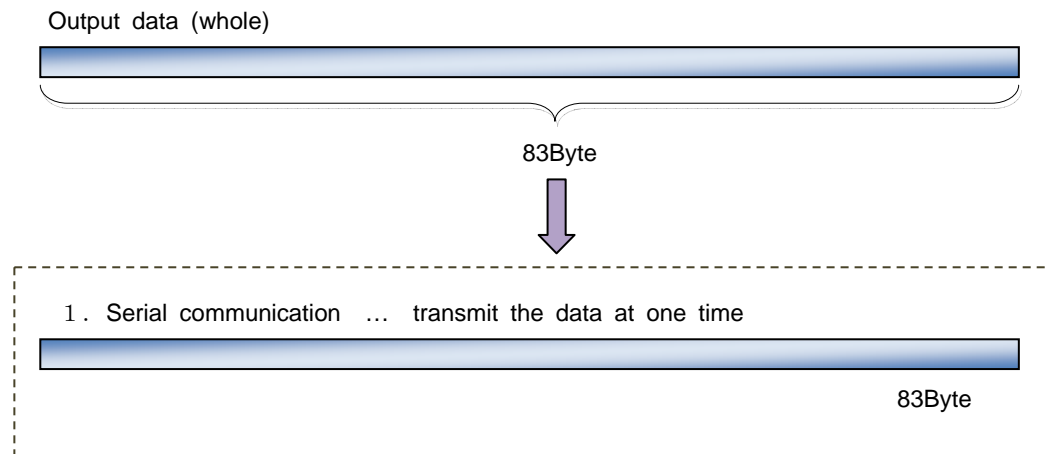 Output data (whole)
83Byte
１．Serial communication … transmit the data at one time
83Byte